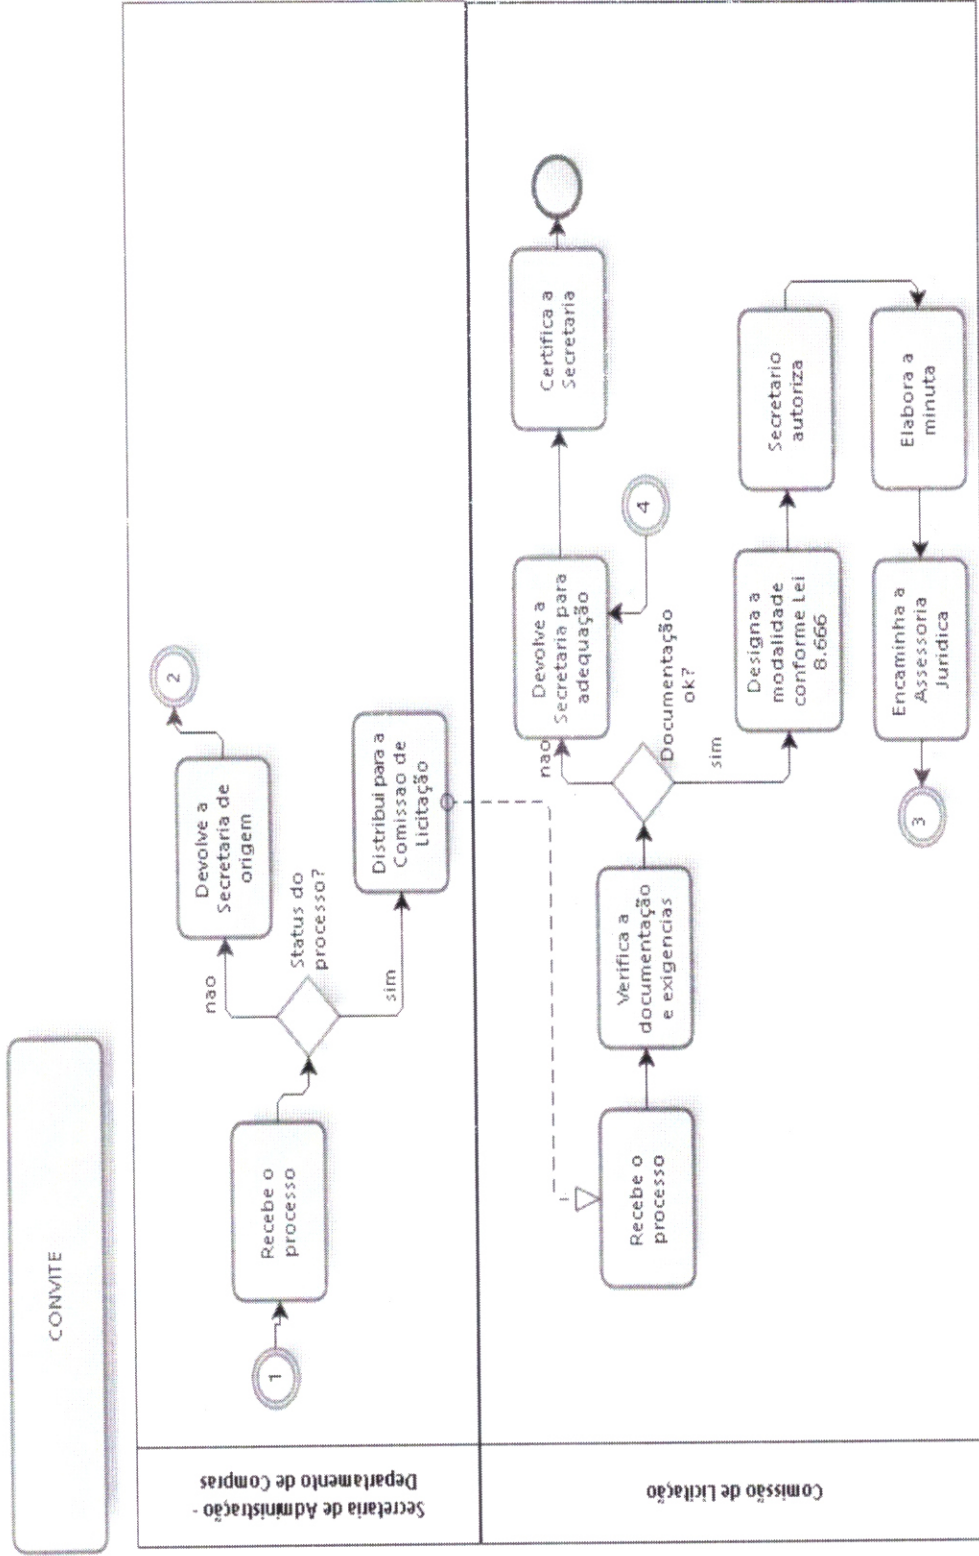 CONVITE
Secretaria de Administração -
Departamento de Compras
1
Recebe o
processo
Status do
processo?
nao
Devolve a
Secretaria de
origem
2
sim
Distribui para a
Comissao de
Licitação
Comissão de Licitação
Recebe o
processo
Verifica a
documentação
e exigencias
Documentação
ok?
nao
Devolve a
Secretaria para
adequação
4
Certifica a
Secretaria
sim
Designa a
modalidade
conforme Lei
8.666
Secretario
autoriza
Elabora a
minuta
Encaminha a
Assessoria
Juridica
3